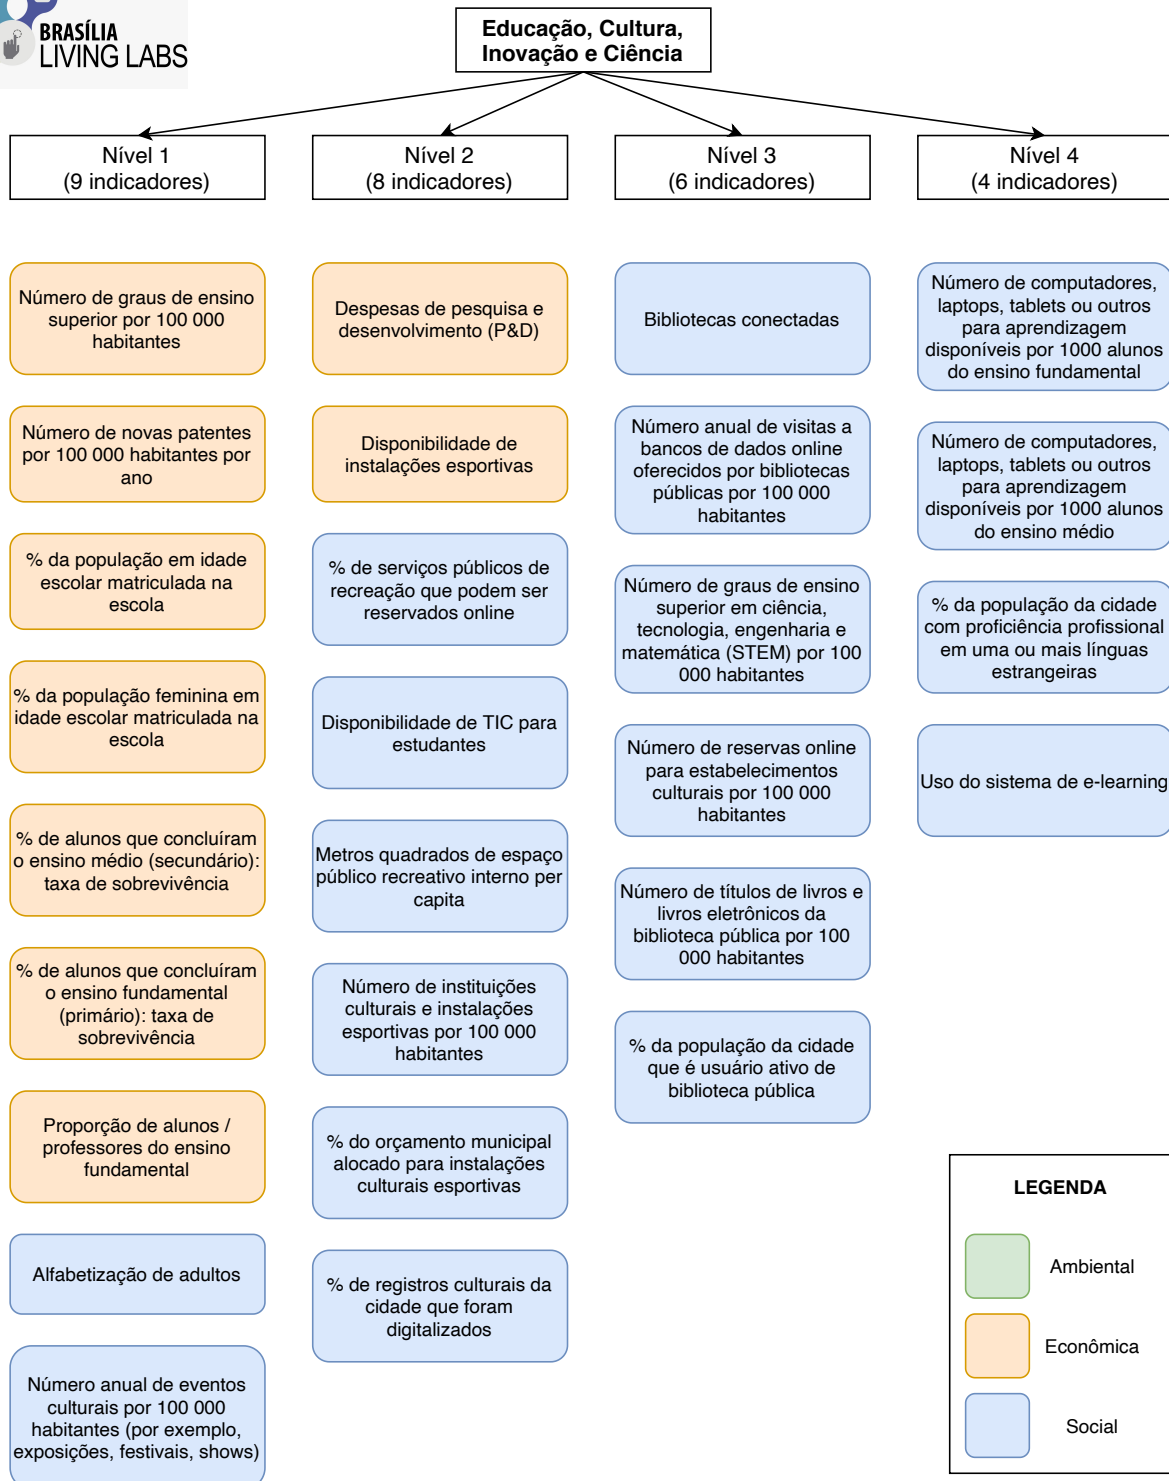 BRASÍLIA
LIVING LABS
Educação, Cultura,
Inovação e Ciência
Nível 1
(9 indicadores)
Nível 2
(8 indicadores)
Nível 3
(6 indicadores)
Nível 4
(4 indicadores)
Número de graus de ensino
superior por 100 000
habitantes
Número de novas patentes
por 100 000 habitantes por
ano
% da população em idade
escolar matriculada na
escola
% da população feminina em
idade escolar matriculada na
escola
% de alunos que concluíram
o ensino médio (secundário):
taxa de sobrevivência
% de alunos que concluíram
o ensino fundamental
(primário): taxa de
sobrevivência
Proporção de alunos /
professores do ensino
fundamental
Alfabetização de adultos
Número anual de eventos
culturais por 100 000
habitantes (por exemplo,
exposições, festivais, shows)
Despesas de pesquisa e
desenvolvimento (P&D)
Disponibilidade de
instalações esportivas
% de serviços públicos de
recreação que podem ser
reservados online
Disponibilidade de TIC para
estudantes
Metros quadrados de espaço
público recreativo interno per
capita
Número de instituições
culturais e instalações
esportivas por 100 000
habitantes
% do orçamento municipal
alocado para instalações
culturais esportivas
% de registros culturais da
cidade que foram
digitalizados
Bibliotecas conectadas
Número anual de visitas a
bancos de dados online
oferecidos por bibliotecas
públicas por 100 000
habitantes
Número de graus de ensino
superior em ciência,
tecnologia, engenharia e
matemática (STEM) por 100
000 habitantes
Número de reservas online
para estabelecimentos
culturais por 100 000
habitantes
Número de títulos de livros e
livros eletrônicos da
biblioteca pública por 100
000 habitantes
% da população da cidade
que é usuário ativo de
biblioteca pública
Número de computadores,
laptops, tablets ou outros
para aprendizagem
disponíveis por 1000 alunos
do ensino fundamental
Número de computadores,
laptops, tablets ou outros
para aprendizagem
disponíveis por 1000 alunos
do ensino médio
% da população da cidade
com proficiência profissional
em uma ou mais línguas
estrangeiras
Uso do sistema de e-learning
LEGENDA
Ambiental
Econômica
Social